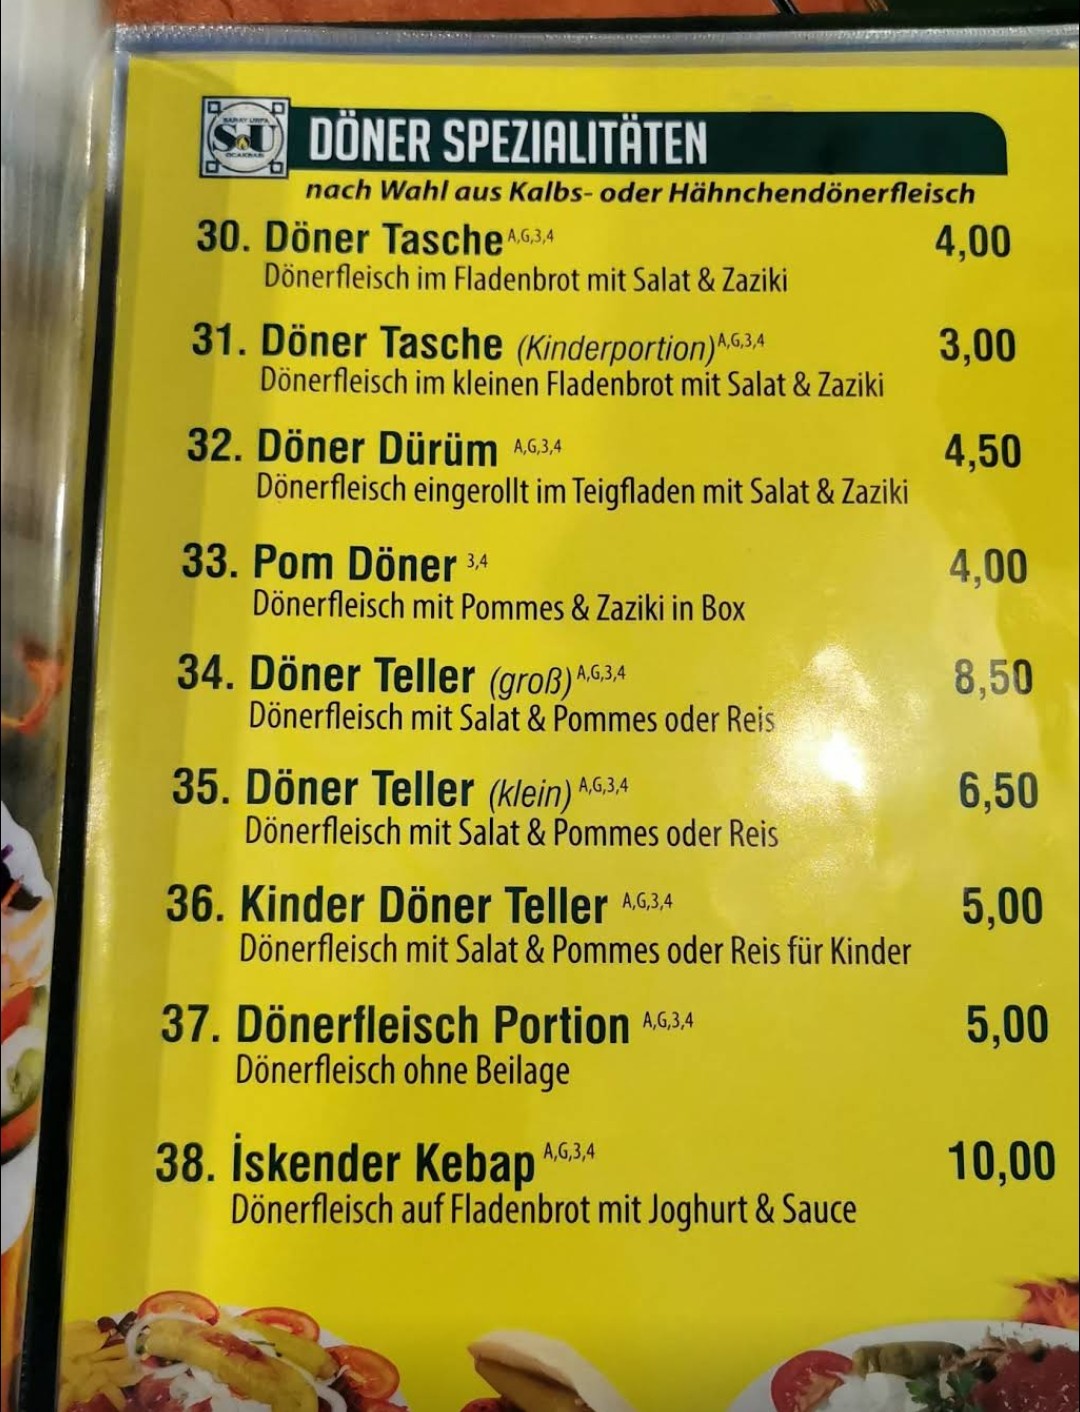 SARAY URFA
S&U
OCAKBASI
DÖNER SPEZIALITÄTEN
nach Wahl aus Kalbs- oder Hähnchendönerfleisch
30. Döner Tasche A,G,3,4 4,00
Dönerfleisch im Fladenbrot mit Salat & Zaziki
31. Döner Tasche (Kinderportion) A,G,3,4 3,00
Dönerfleisch im kleinen Fladenbrot mit Salat & Zaziki
32. Döner Dürüm A,G,3,4 4,50
Dönerfleisch eingerollt im Teigfladen mit Salat & Zaziki
33. Pom Döner 3,4 4,00
Dönerfleisch mit Pommes & Zaziki in Box
34. Döner Teller (groß) A,G,3,4 8,50
Dönerfleisch mit Salat & Pommes oder Reis
35. Döner Teller (klein) A,G,3,4 6,50
Dönerfleisch mit Salat & Pommes oder Reis
36. Kinder Döner Teller A,G,3,4 5,00
Dönerfleisch mit Salat & Pommes oder Reis für Kinder
37. Dönerfleisch Portion A,G,3,4 5,00
Dönerfleisch ohne Beilage
38. İskender Kebap A,G,3,4 10,00
Dönerfleisch auf Fladenbrot mit Joghurt & Sauce